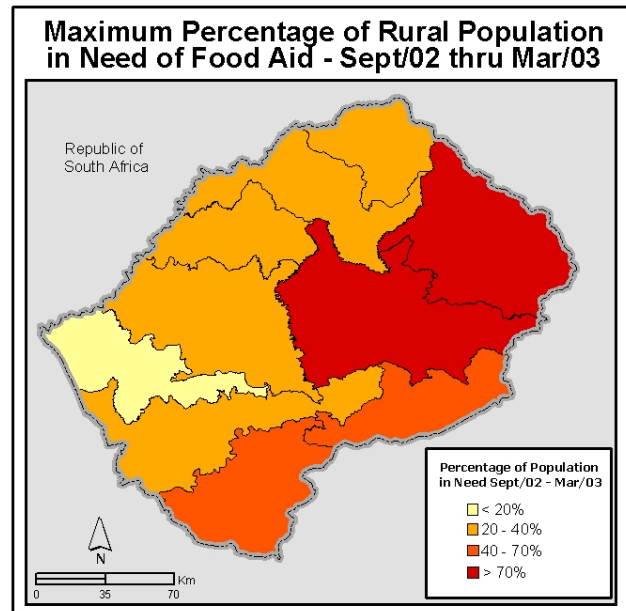 Maximum Percentage of Rural Population
in Need of Food Aid - Sept/02 thru Mar/03
Republic of
South Africa
Percentage of Population
in Need Sept/02 - Mar/03
< 20%
20 - 40%
40 - 70%
> 70%
N
0 35 70 Km